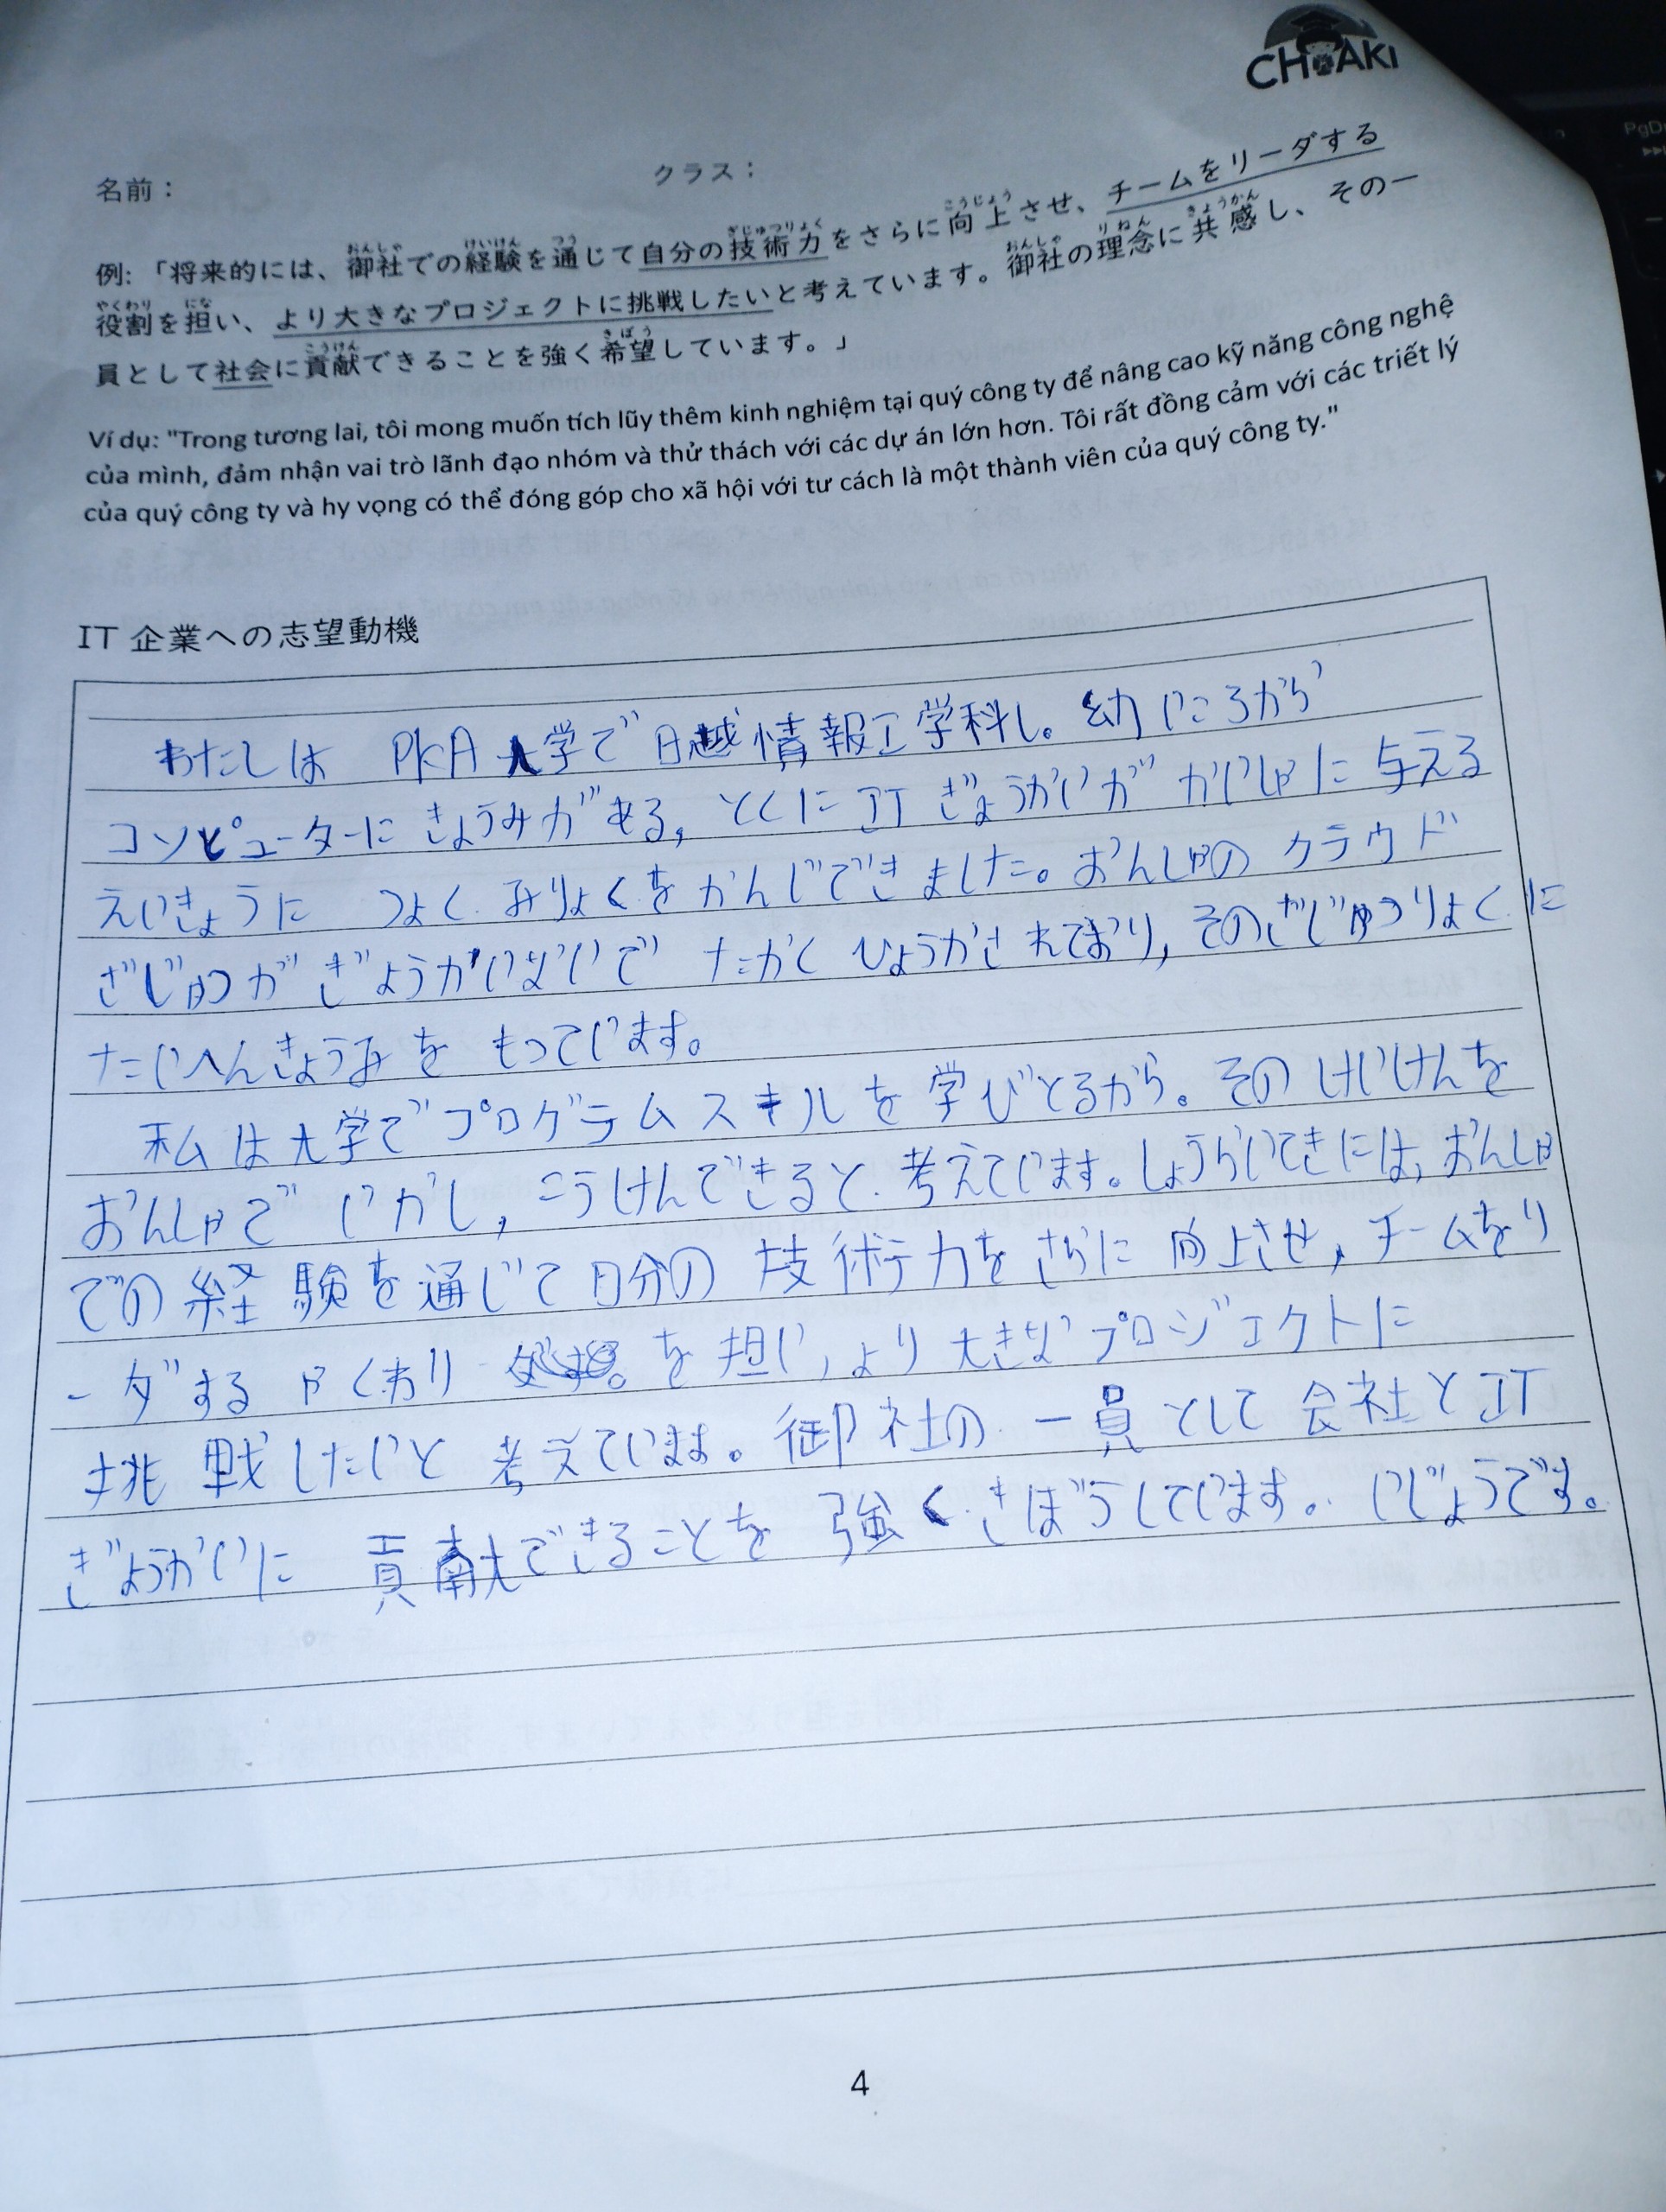 CHIAKI
名前：
クラス：
例: 「将来的には、御社での経験を通じて自分の技術力をさらに向上させ、チームをリーダする
役割を担い、より大きなプロジェクトに挑戦したいと考えています。御社の理念に共感し、その一
員として社会に貢献できることを強く希望しています。」
Ví dụ: "Trong tương lai, tôi mong muốn tích lũy thêm kinh nghiệm tại quý công ty để nâng cao kỹ năng công nghệ
của mình, đảm nhận vai trò lãnh đạo nhóm và thử thách với các dự án lớn hơn. Tôi rất đồng cảm với các triết lý
của quý công ty và hy vọng có thể đóng góp cho xã hội với tư cách là một thành viên của quý công ty."
IT 企業への志望動機
わたしは PKA 大学で日越情報工学科し。幼いころから
コンピューターにきょうみがある, とくに IT ぎょうかいが かいしゃに与える
えいきょうに つよく みりょくをかんじてきました。おんしゃの クラウド
ぎじゅつが ぎょうかいないで たかく ひょうかされており, そのぎじゅつりょくに
たいへんきょうみを もっています。
私は大学でプログラムスキルを学びとるから。そのけいけんを
おんしゃで いかし, こうけんできると考えています。しょうらいてきには, おんしゃ
での経験を通じて自分の技術力をさらに向上させ, チームをリ
ーダする やくわり を担い, より大きなプロジェクトに
挑戦したいと考えています。御社の一員として会社とIT
ぎょうかいに 貢献できることを強くきぼうしています。いじょうです。
4